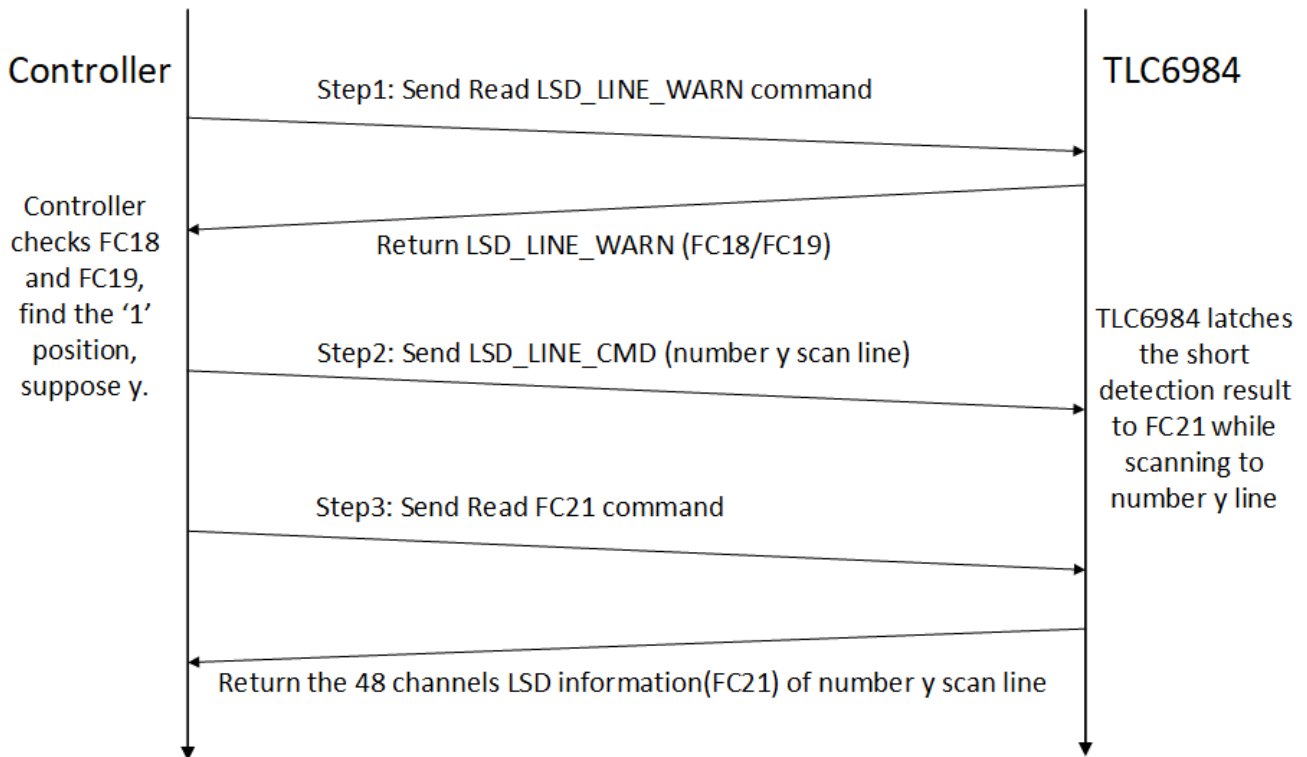 Controller
TLC6984
Step1: Send Read LSD_LINE_WARN command
Return LSD_LINE_WARN (FC18/FC19)
Controller
checks FC18
and FC19,
find the ‘1’
position,
suppose y.
Step2: Send LSD_LINE_CMD (number y scan line)
TLC6984 latches
the short
detection result
to FC21 while
scanning to
number y line
Step3: Send Read FC21 command
Return the 48 channels LSD information(FC21) of number y scan line